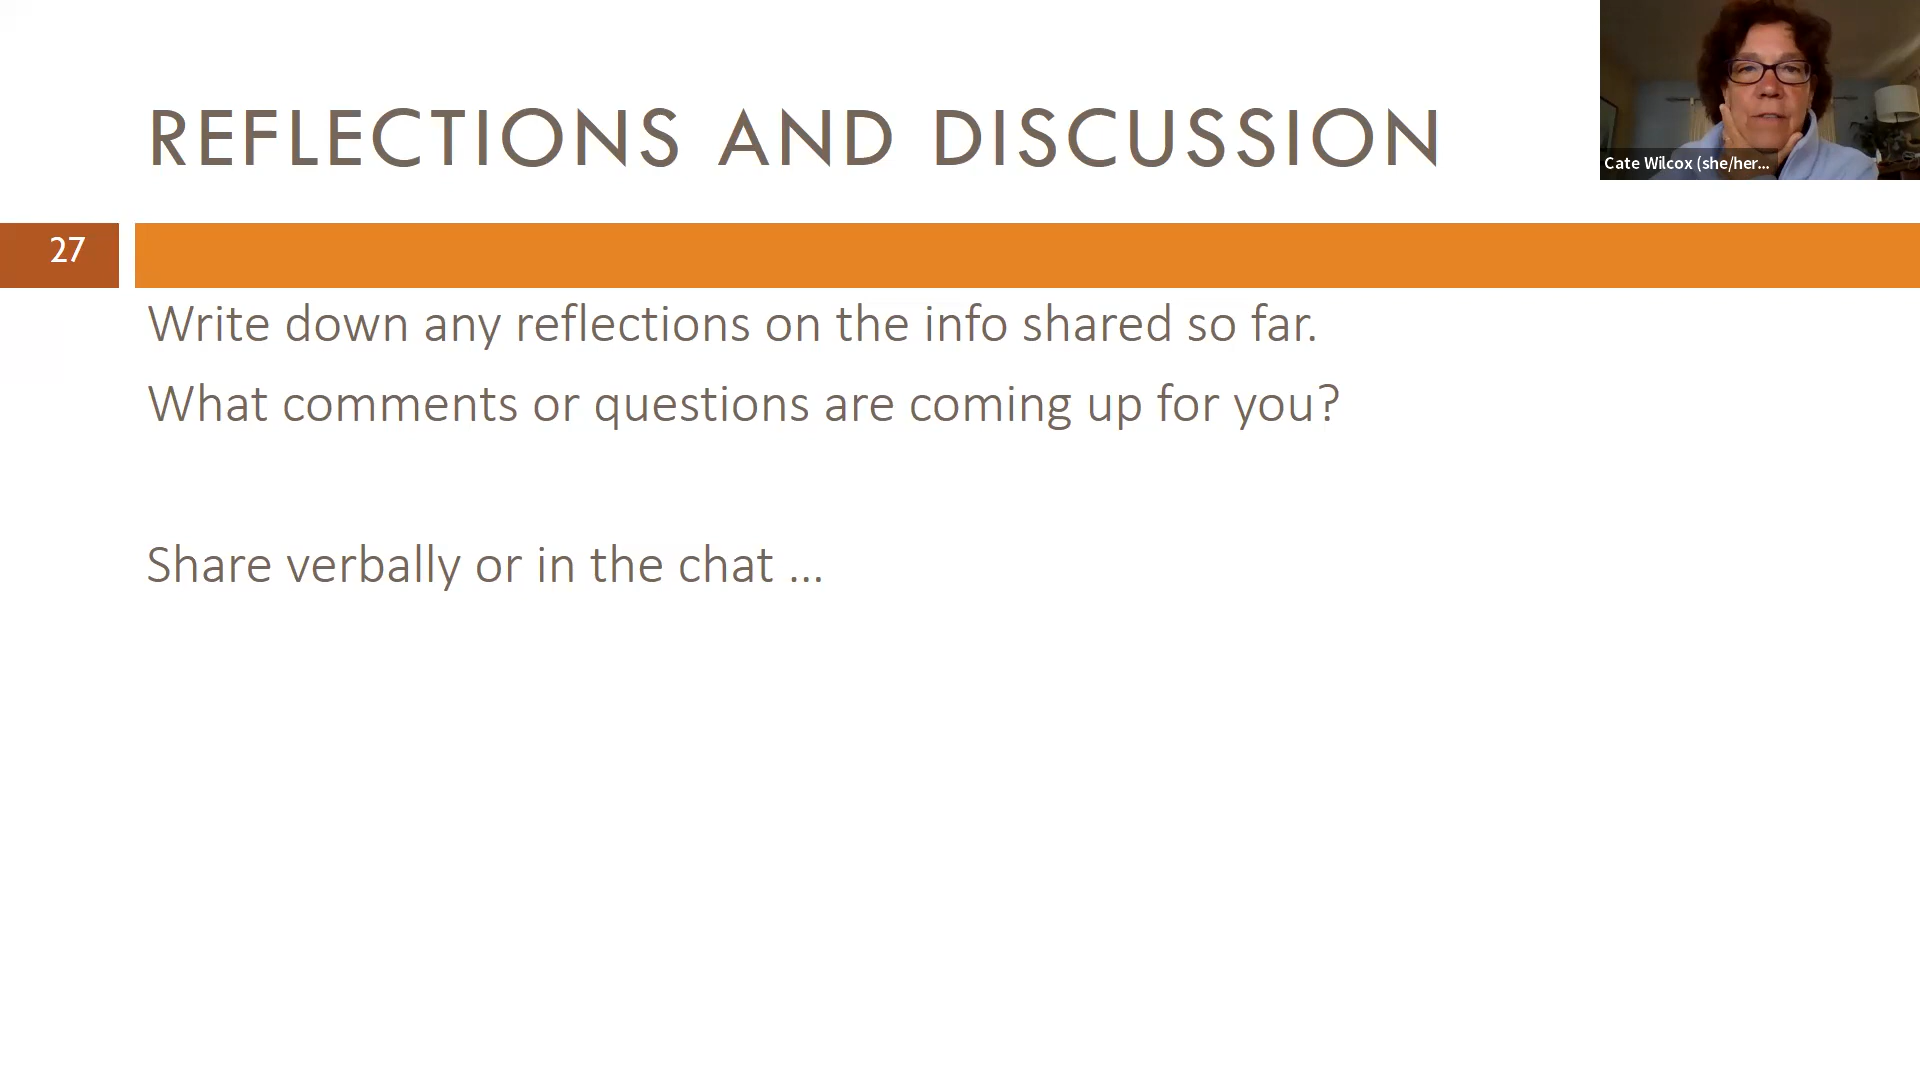 REFLECTIONS AND DISCUSSION
Cate Wilcox (she/her...
27
Write down any reflections on the info shared so far.
What comments or questions are coming up for you?
Share verbally or in the chat ...